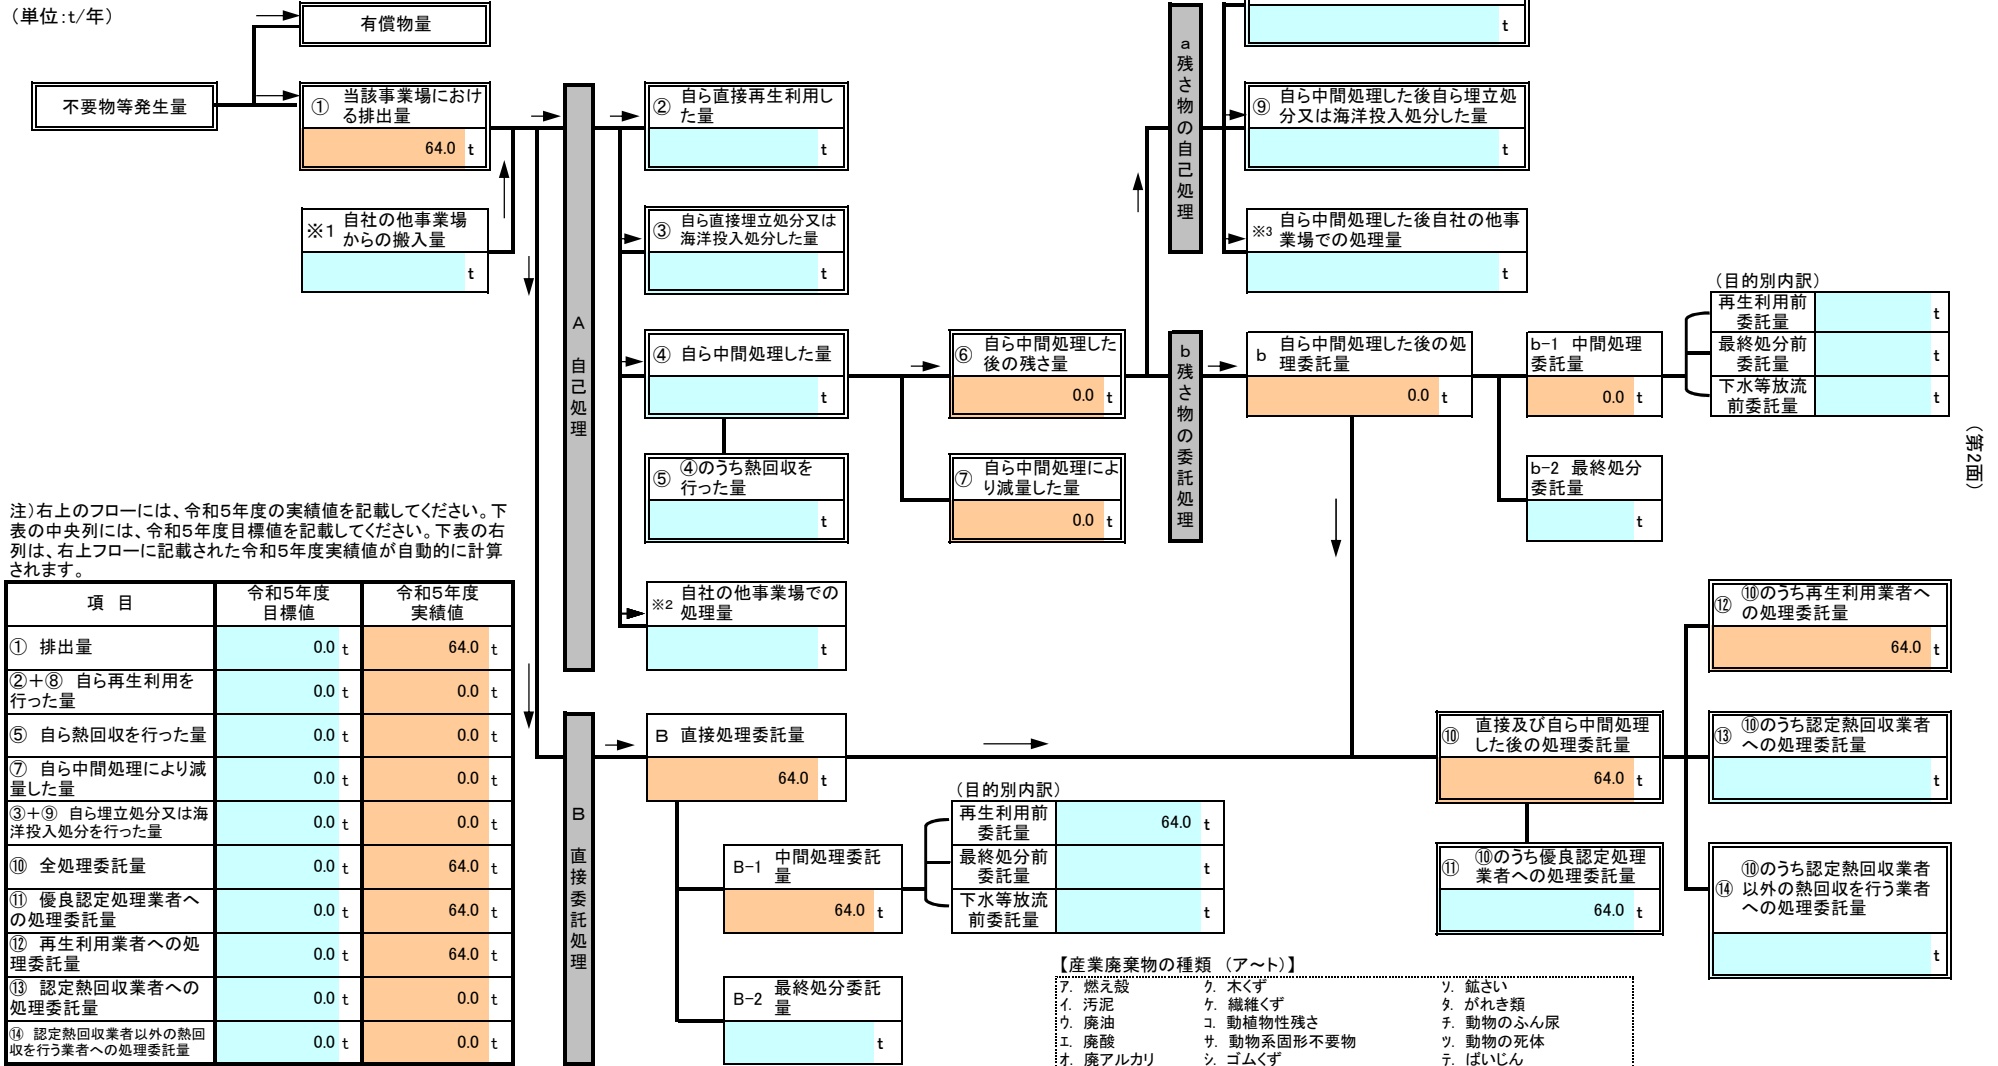 （単位：t/年）
有償物量
t
不要物等発生量
① 当該事業場におけ
る排出量
64.0 t
※1 自社の他事業場
からの搬入量
t
A 自己処理
② 自ら直接再生利用し
た量
t
③ 自ら直接埋立処分又は
海洋投入処分した量
t
④ 自ら中間処理した量
t
⑤ ④のうち熱回収を
行った量
t
※2 自社の他事業場での
処理量
t
⑥ 自ら中間処理した
後の残さ量
0.0 t
⑦ 自ら中間処理によ
り減量した量
0.0 t
a 残さ物の自己処理
⑨ 自ら中間処理した後自ら埋立処
分又は海洋投入処分した量
t
※3 自ら中間処理した後自社の他事
業場での処理量
t
b 残さ物の委託処理
b 自ら中間処理した後の処
理委託量
0.0 t
b-1 中間処理
委託量
0.0 t
b-2 最終処分
委託量
t
（目的別内訳）
再生利用前
委託量 t
最終処分前
委託量 t
下水等放流
前委託量 t
（第2面）
注）右上のフローには、令和5年度の実績値を記載してください。下
表の中央列には、令和5年度目標値を記載してください。下表の右
列は、右上フローに記載された令和5年度実績値が自動的に計算
されます。
項 目 令和5年度
目標値 令和5年度
実績値
① 排出量 0.0 t 64.0 t
②＋⑧ 自ら再生利用を
行った量 0.0 t 0.0 t
⑤ 自ら熱回収を行った量 0.0 t 0.0 t
⑦ 自ら中間処理により減
量した量 0.0 t 0.0 t
③＋⑨ 自ら埋立処分又は海
洋投入処分を行った量 0.0 t 0.0 t
⑩ 全処理委託量 0.0 t 64.0 t
⑪ 優良認定処理業者へ
の処理委託量 0.0 t 64.0 t
⑫ 再生利用業者への処
理委託量 0.0 t 64.0 t
⑬ 認定熱回収業者への
処理委託量 0.0 t 0.0 t
⑭ 認定熱回収業者以外の熱回
収を行う業者への処理委託量 0.0 t 0.0 t
B 直接委託処理
B 直接処理委託量
64.0 t
B-1 中間処理委託
量
64.0 t
B-2 最終処分委託
量
t
（目的別内訳）
再生利用前
委託量 64.0 t
最終処分前
委託量 t
下水等放流
前委託量 t
⑩ 直接及び自ら中間処理
した後の処理委託量
64.0 t
⑪ ⑩のうち優良認定処理
業者への処理委託量
64.0 t
⑫ ⑩のうち再生利用業者へ
の処理委託量
64.0 t
⑬ ⑩のうち認定熱回収業者
への処理委託量
t
⑭ ⑩のうち認定熱回収業者
以外の熱回収を行う業者
への処理委託量
t
【産業廃棄物の種類 （ア～ト）】
ア. 燃え殻 ク. 木くず ソ. 鉱さい
イ. 汚泥 ケ. 繊維くず タ. がれき類
ウ. 廃油 コ. 動植物性残さ チ. 動物のふん尿
エ. 廃酸 サ. 動物系固形不要物 ツ. 動物の死体
オ. 廃アルカリ シ. ゴムくず テ. ばいじん